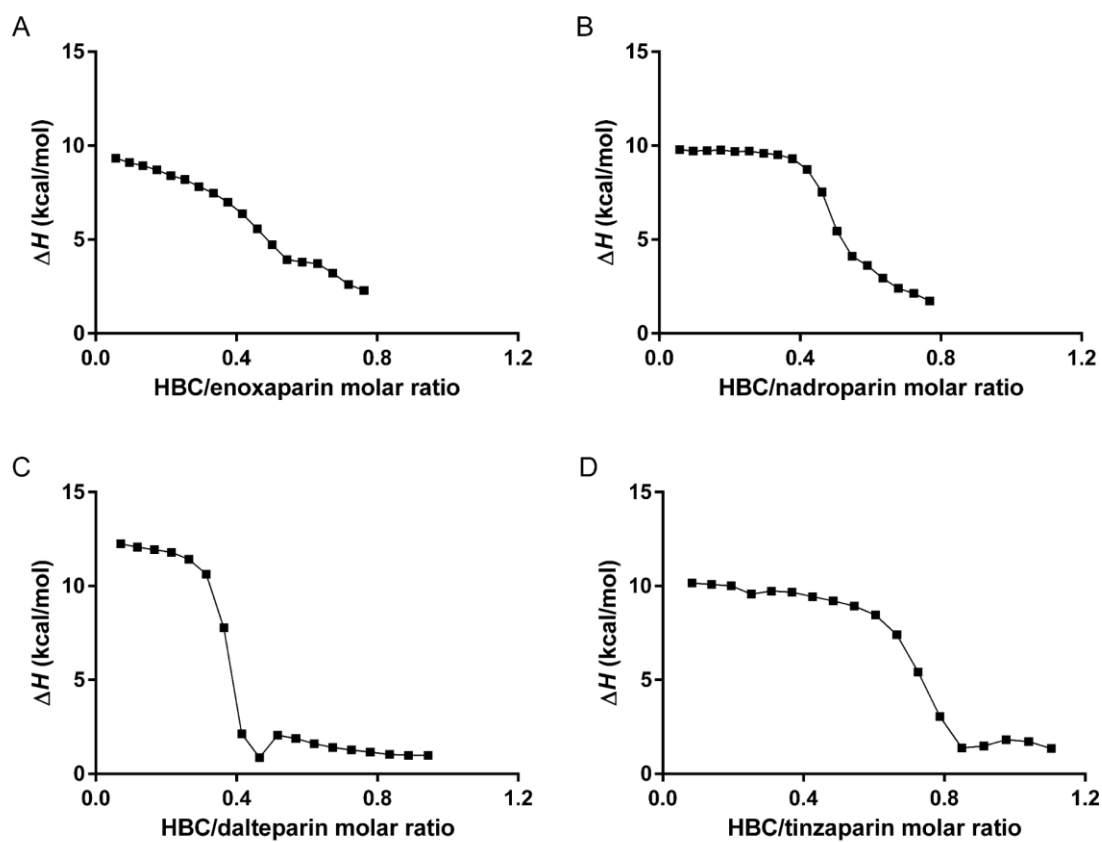 A
15
10
5
0
ΔH (kcal/mol)
0.0 0.4 0.8 1.2
HBC/enoxaparin molar ratio
B
15
10
5
0
ΔH (kcal/mol)
0.0 0.4 0.8 1.2
HBC/nadroparin molar ratio
C
15
10
5
0
ΔH (kcal/mol)
0.0 0.4 0.8 1.2
HBC/dalteparin molar ratio
D
15
10
5
0
ΔH (kcal/mol)
0.0 0.4 0.8 1.2
HBC/tinzaparin molar ratio